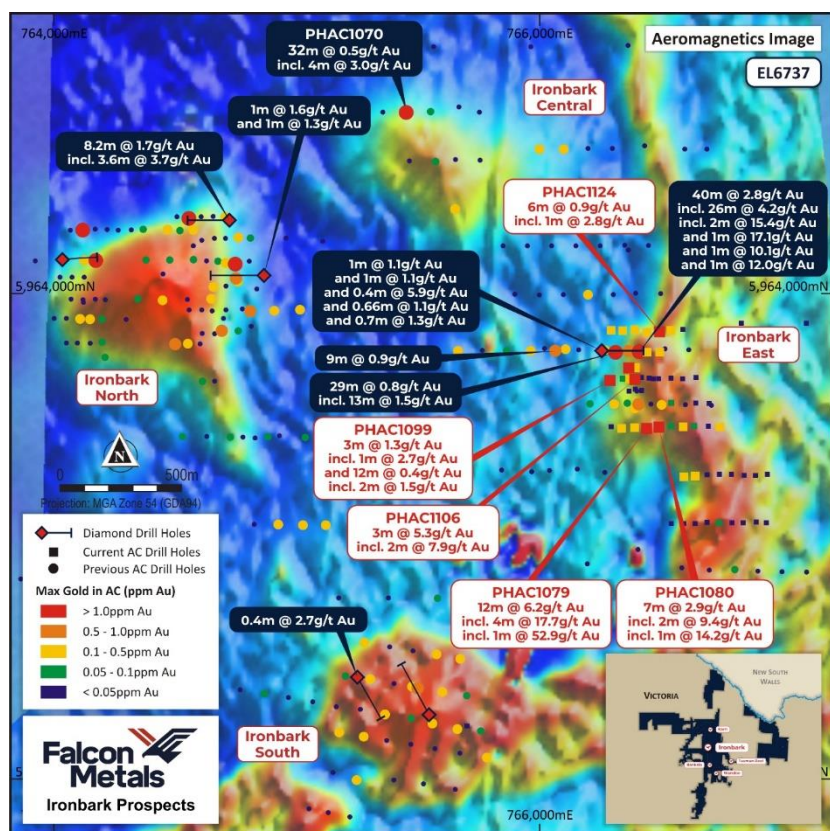 764,000mE
766,000mE
Aeromagnetics Image
EL6737
PHAC1070
32m @ 0.5g/t Au
incl. 4m @ 3.0g/t Au
Ironbark
Central
1m @ 1.6g/t Au
and 1m @ 1.3g/t Au
8.2m @ 1.7g/t Au
incl. 3.6m @ 3.7g/t Au
PHAC1124
6m @ 0.9g/t Au
incl. 1m @ 2.8g/t Au
40m @ 2.8g/t Au
incl. 26m @ 4.2g/t Au
incl. 2m @ 15.4g/t Au
and 1m @ 17.1g/t Au
and 1m @ 10.1g/t Au
and 1m @ 12.0g/t Au
1m @ 1.1g/t Au
and 1m @ 1.1g/t Au
and 0.4m @ 5.9g/t Au
and 0.66m @ 1.1g/t Au
and 0.7m @ 1.3g/t Au
5,964,000mN
5,964,000mN
Ironbark
East
9m @ 0.9g/t Au
29m @ 0.8g/t Au
incl. 13m @ 1.5g/t Au
Ironbark
North
PHAC1099
3m @ 1.3g/t Au
incl. 1m @ 2.7g/t Au
and 12m @ 0.4g/t Au
incl. 2m @ 1.5g/t Au
N
0
500m
Projection: MGA Zone 54 (GDA94)
PHAC1106
3m @ 5.3g/t Au
incl. 2m @ 7.9g/t Au
Diamond Drill Holes
Current AC Drill Holes
Previous AC Drill Holes
Max Gold in AC (ppm Au)
> 1.0ppm Au
0.5 - 1.0ppm Au
0.1 - 0.5ppm Au
0.05 - 0.1ppm Au
< 0.05ppm Au
PHAC1079
12m @ 6.2g/t Au
incl. 4m @ 17.7g/t Au
incl. 1m @ 52.9g/t Au
PHAC1080
7m @ 2.9g/t Au
incl. 2m @ 9.4g/t Au
incl. 1m @ 14.2g/t Au
0.4m @ 2.7g/t Au
Ironbark
South
Falcon
Metals
Ironbark Prospects
766,000mE
VICTORIA
NEW SOUTH
WALES
Ironbark